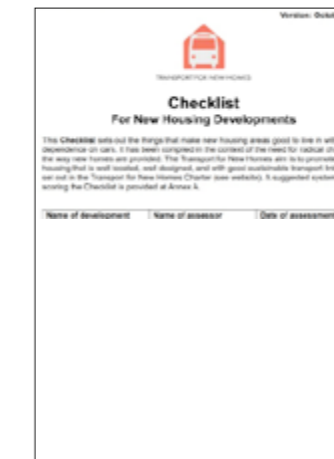 Version: Octob
TRANSPORT FOR NEW HOMES
Checklist
For New Housing Developments
This Checklist sets out the things that make new housing areas good to live in with
dependence on cars. It has been compiled in the context of the need for radical ch
the way new homes are provided. The Transport for New Homes aim is to promote
housing that is well located, well designed, and with good sustainable transport lin
set out in the Transport for New Homes Charter (see website). A suggested system
scoring the Checklist is provided at Annex A.
Name of development Name of assessor Date of assessmen